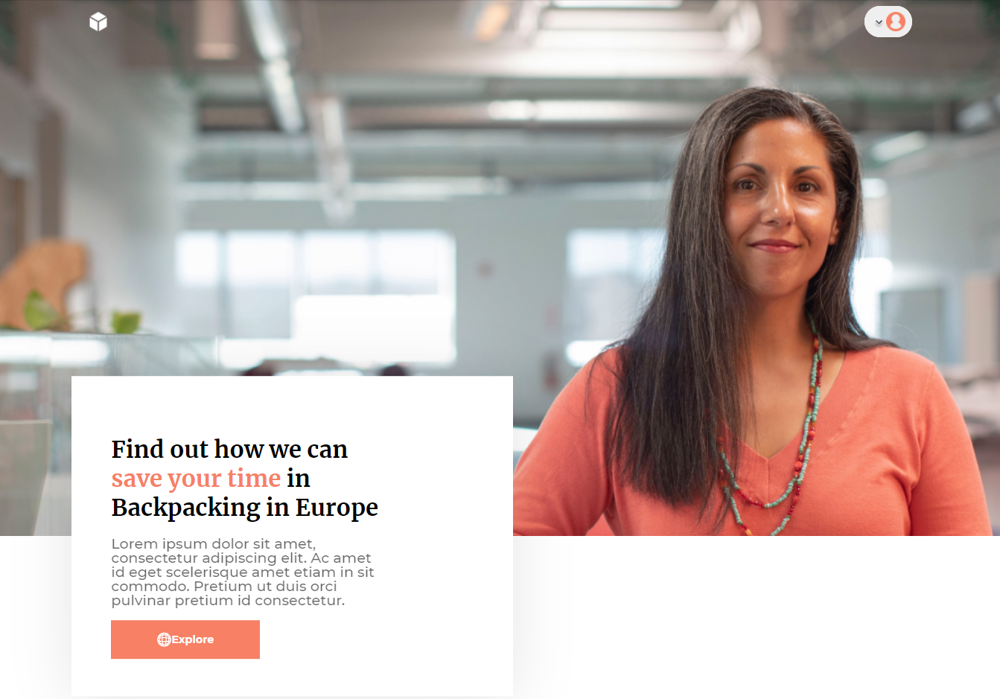 Find out how we can
save your time in
Backpacking in Europe
Lorem ipsum dolor sit amet,
consectetur adipiscing elit. Ac amet
id eget scelerisque amet etiam in sit
commodo. Pretium ut duis orci
pulvinar pretium id consectetur.
Explore